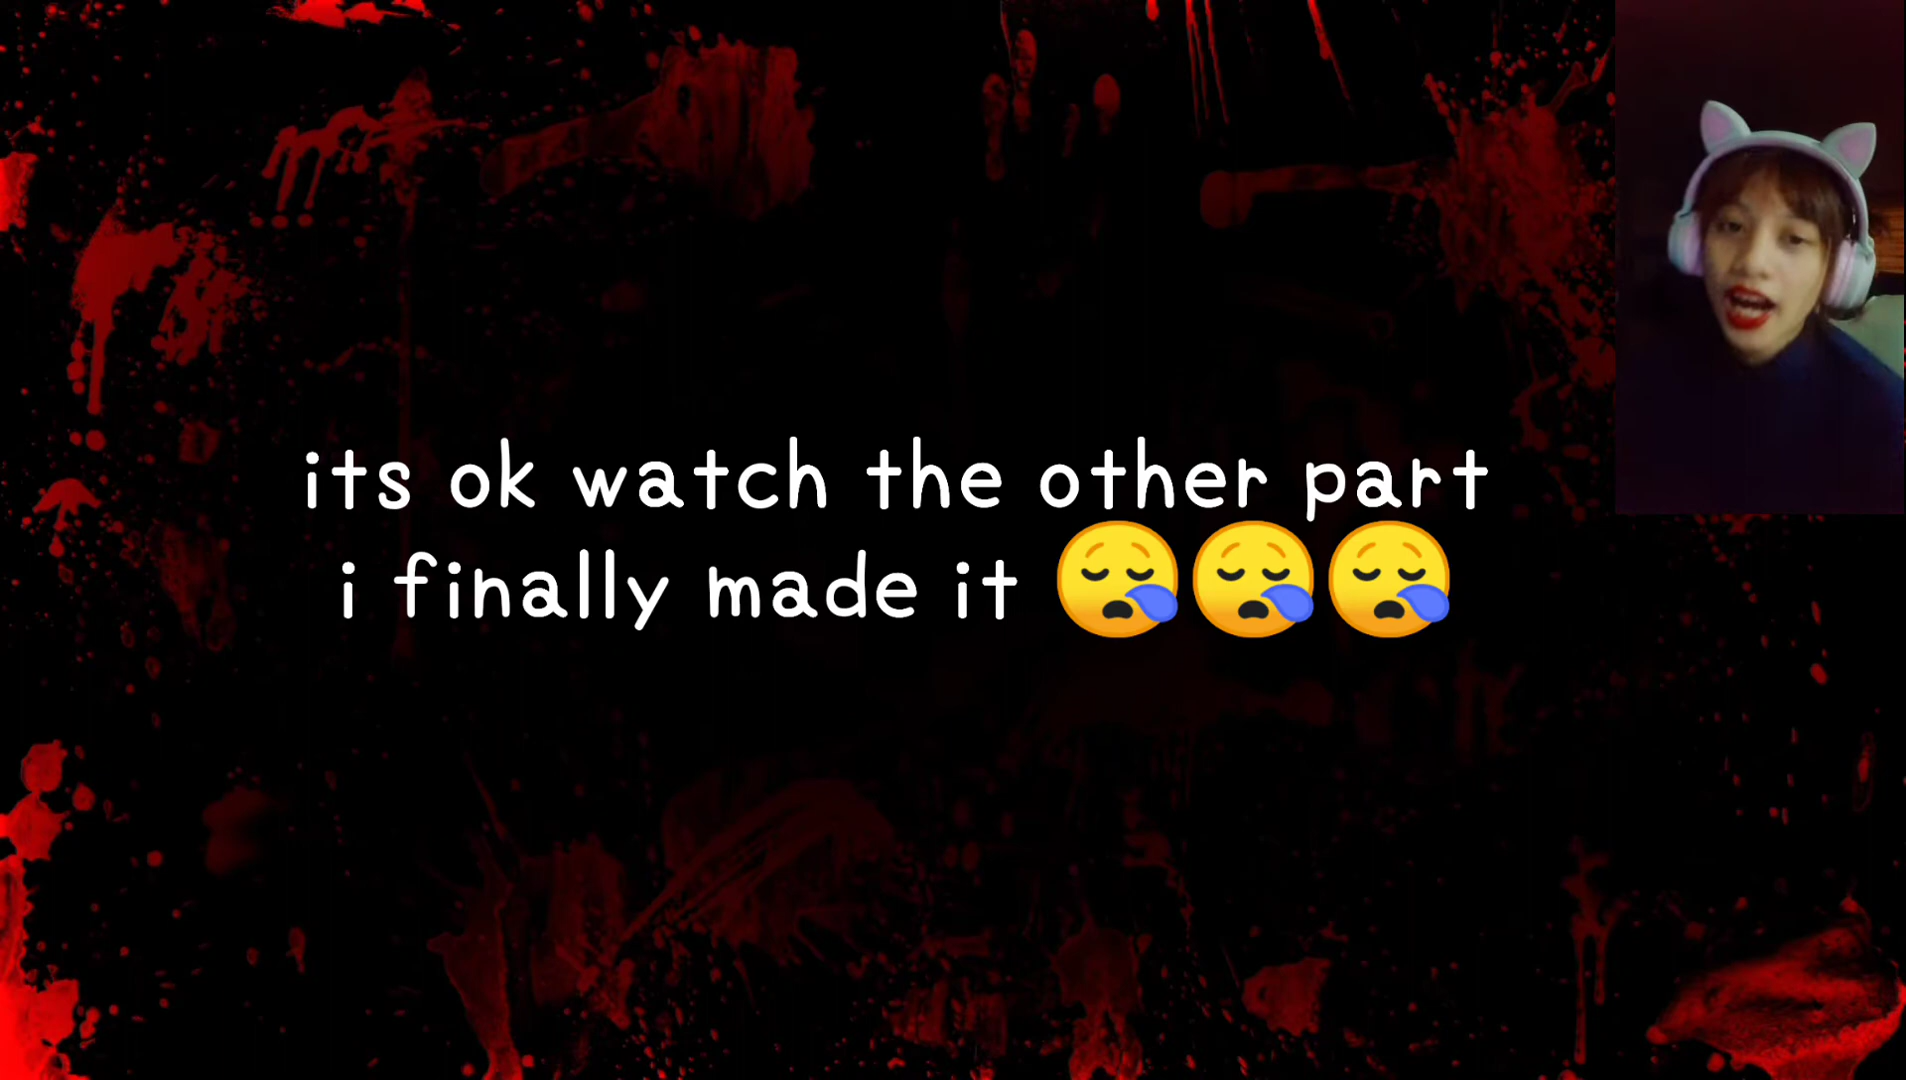 its ok watch the other part
i finally made it 😪😪😪